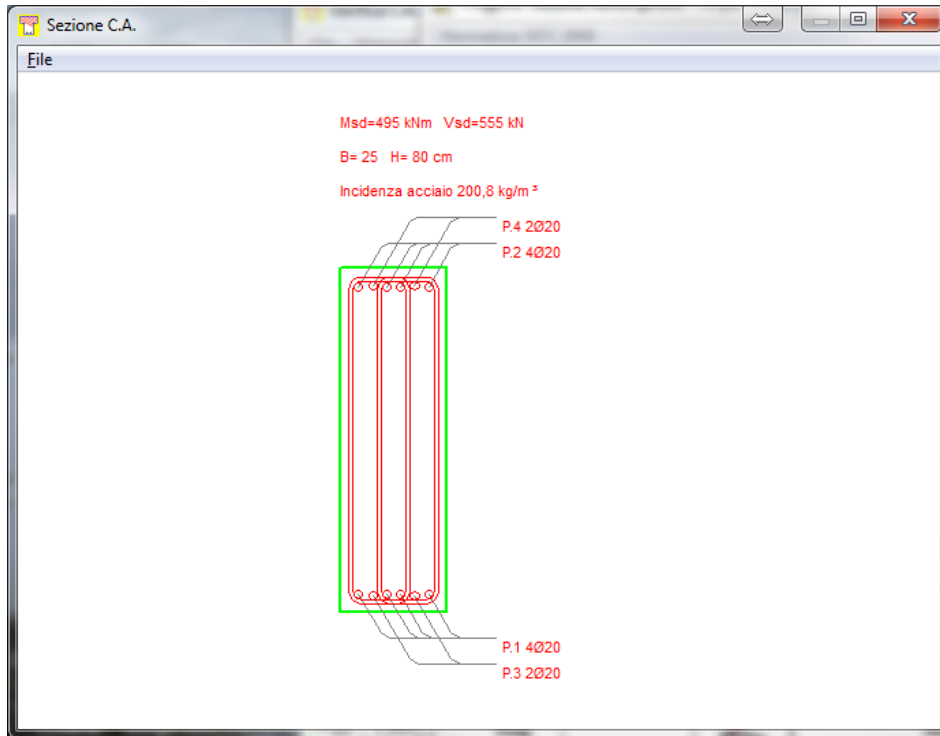 Sezione C.A.
File
Msd=495 kNm Vsd=555 kN
B= 25 H= 80 cm
Incidenza acciaio 200,8 kg/m ³
P.4 2Ø20
P.2 4Ø20
P.1 4Ø20
P.3 2Ø20